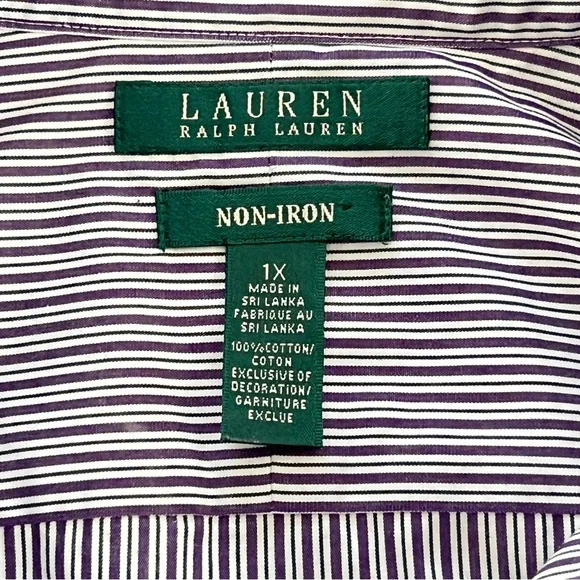 LAUREN
RALPH LAUREN
NON-IRON
1X
MADE IN
SRI LANKA
FABRIQUE AU
SRI LANKA
100%COTTON/
COTON
EXCLUSIVE OF
DECORATION/
GARNITURE
EXCLUE